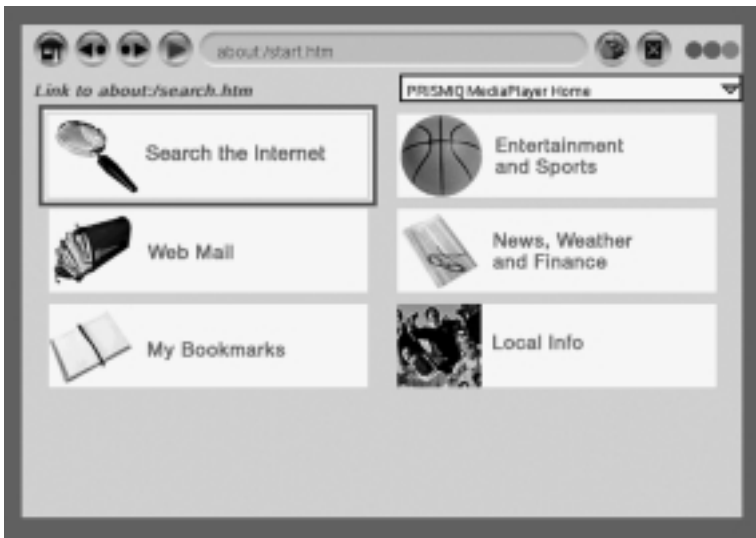 about:/start.htm
Link to about:/search.htm
PRISMIQ MediaPlayer Home
Search the Internet
Entertainment
and Sports
Web Mail
News, Weather
and Finance
My Bookmarks
Local Info